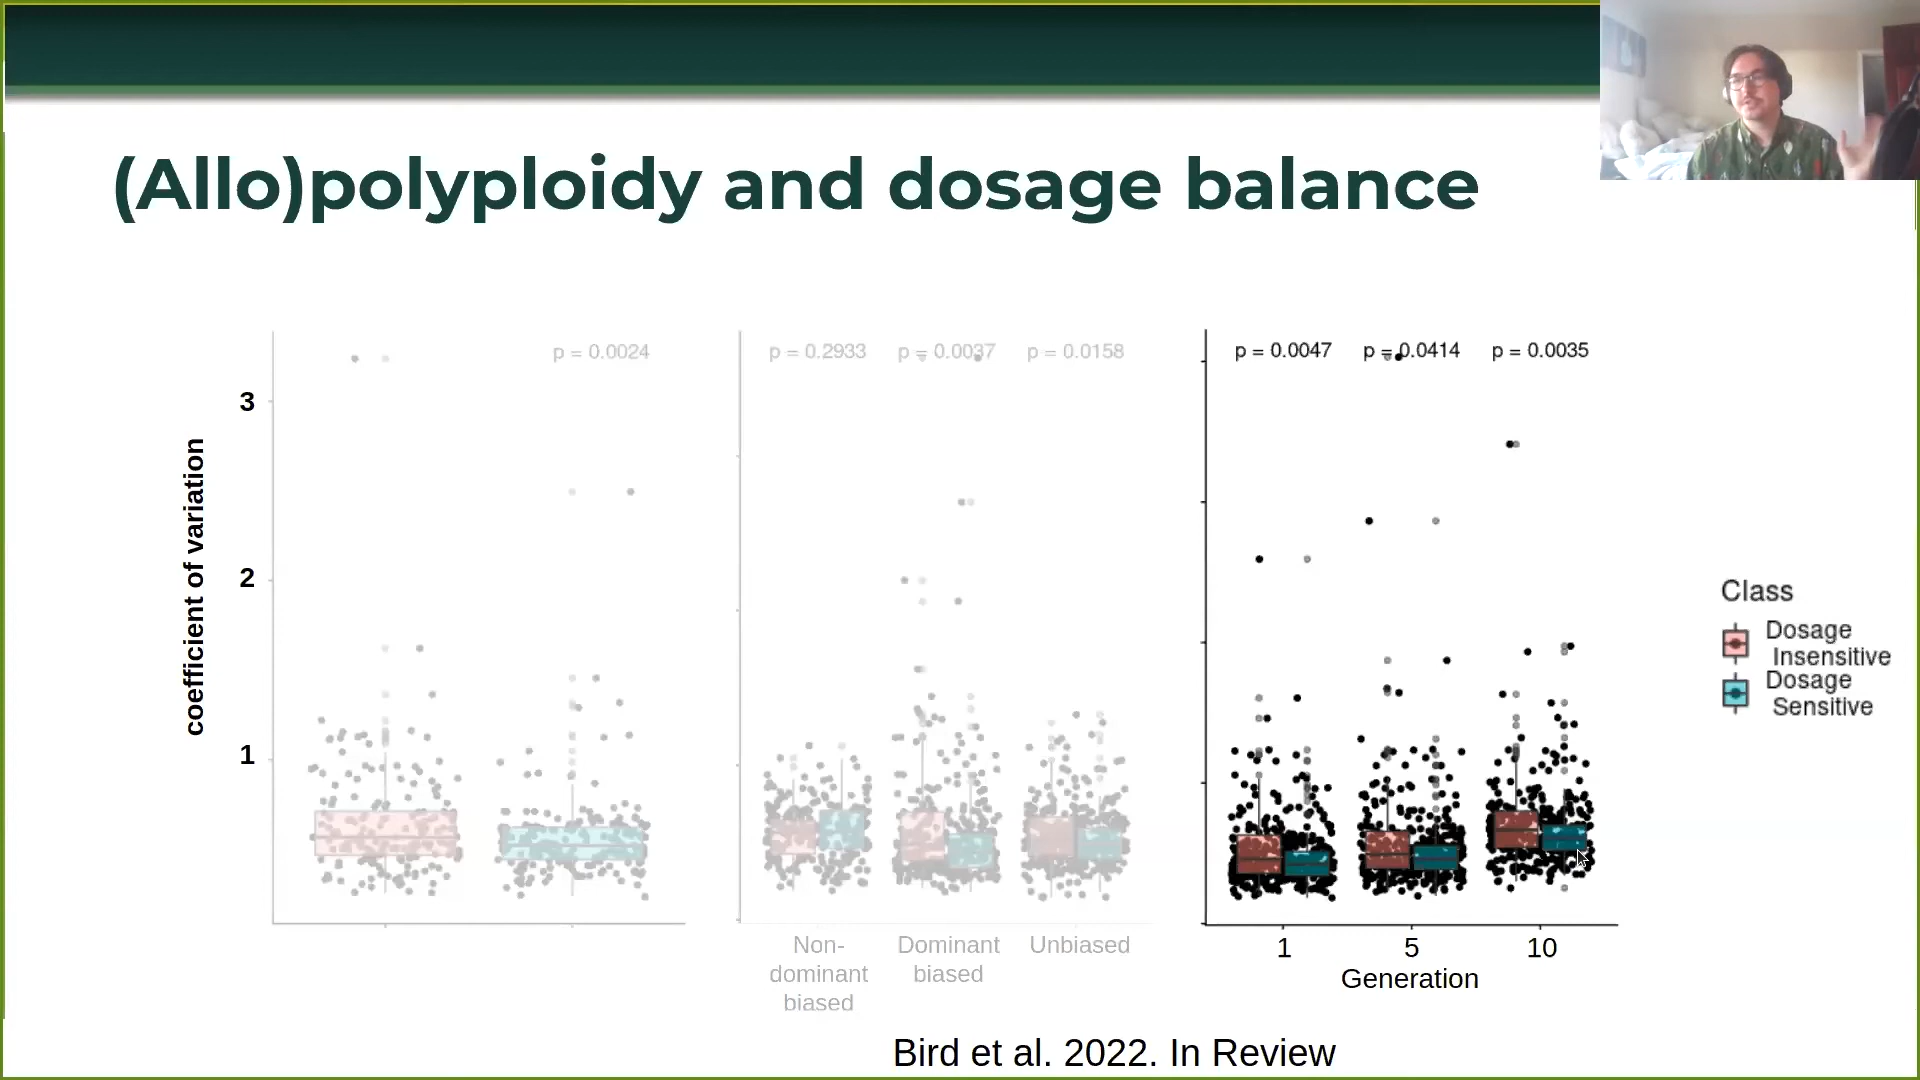 (Allo)polyploidy and dosage balance
p = 0.0024
p = 0.2933
p = 0.0037
p = 0.0158
p = 0.0047
p = 0.0414
p = 0.0035
3
2
1
coefficient of variation
Class
Dosage
Insensitive
Dosage
Sensitive
Non-
dominant
biased
Dominant
biased
Unbiased
1
5
10
Generation
Bird et al. 2022. In Review